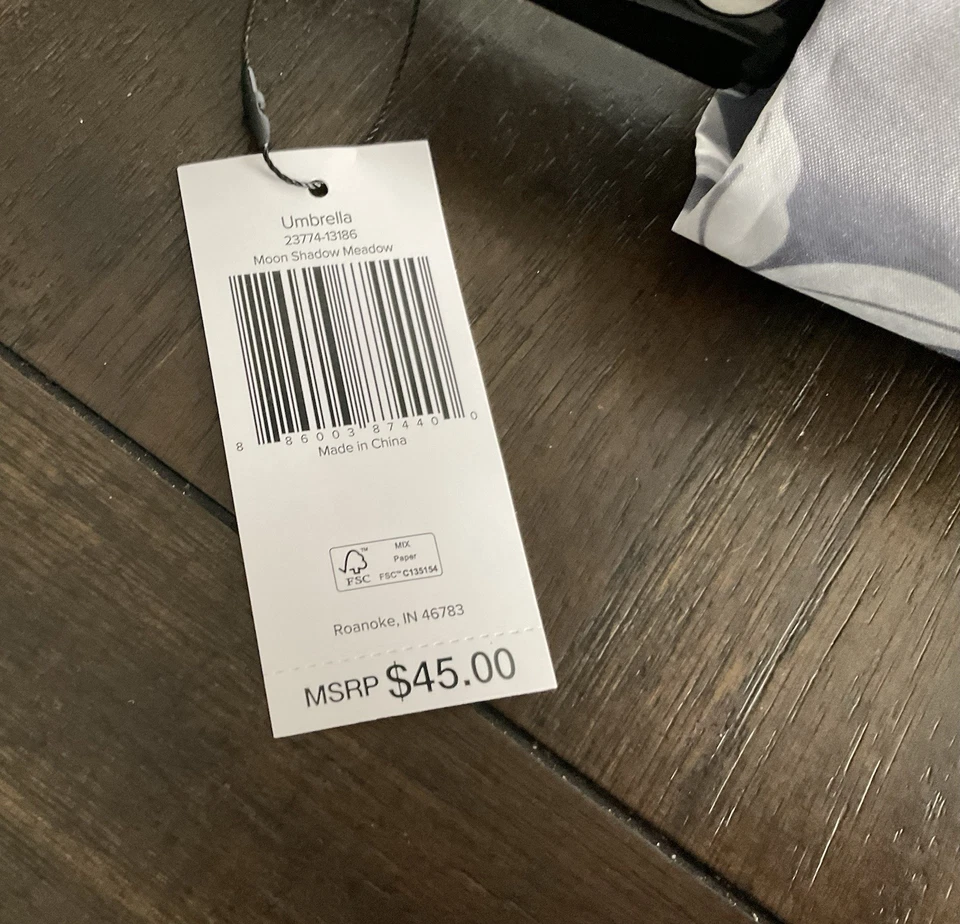 Umbrella
23774-13186
Moon Shadow Meadow
8 86003 87440 0
Made in China
FSC™
MIX
Paper
FSC™ C135154
Roanoke, IN 46783
MSRP $45.00